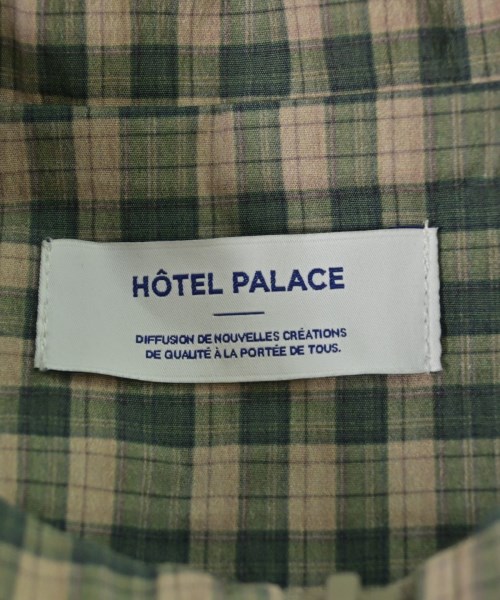 HÔTEL PALACE
DIFFUSION DE NOUVELLES CRÉATIONS
DE QUALITÉ À LA PORTÉE DE TOUS.